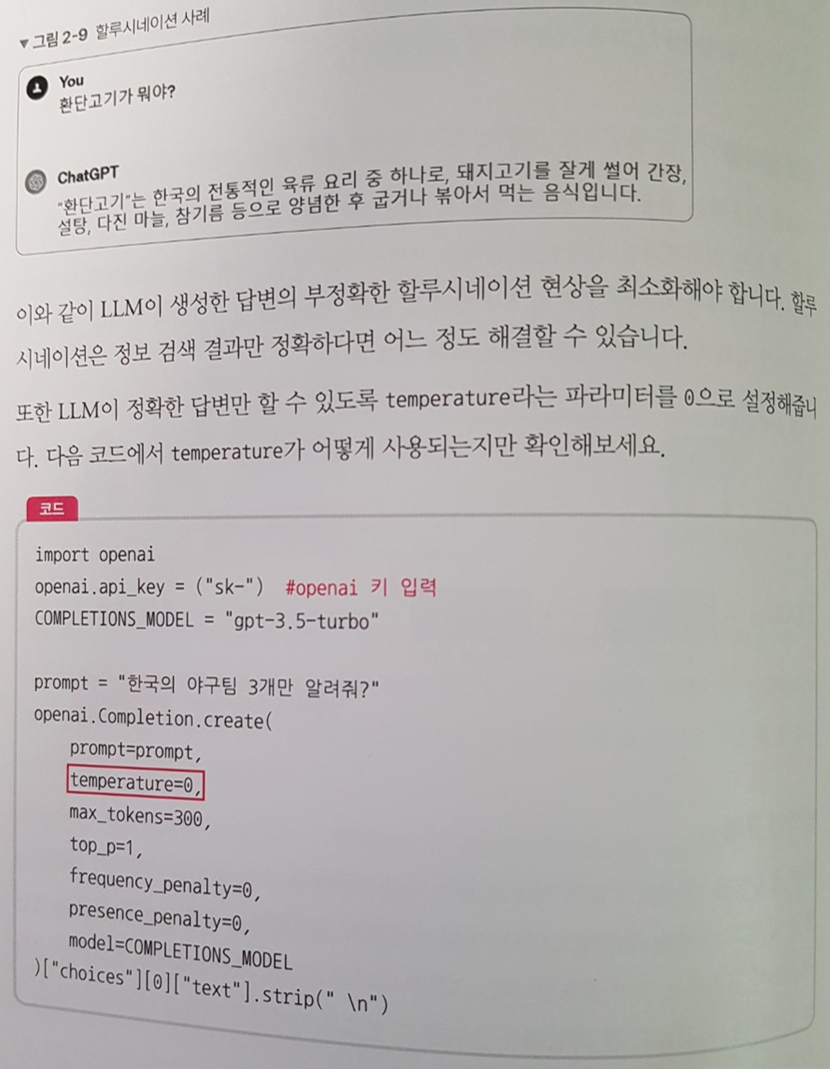 ▼그림 2-9 할루시네이션 사례
You
환단고기가 뭐야?
ChatGPT
"환단고기"는 한국의 전통적인 육류 요리 중 하나로, 돼지고기를 잘게 썰어 간장,
설탕, 다진 마늘, 참기름 등으로 양념한 후 굽거나 볶아서 먹는 음식입니다.
이와 같이 LLM이 생성한 답변의 부정확한 할루시네이션 현상을 최소화해야 합니다. 할루
시네이션은 정보 검색 결과만 정확하다면 어느 정도 해결할 수 있습니다.
또한 LLM이 정확한 답변만 할 수 있도록 temperature라는 파라미터를 0으로 설정해줍니
다. 다음 코드에서 temperature가 어떻게 사용되는지만 확인해보세요.
코드
import openai
openai.api_key = ("sk-") #openai 키 입력
COMPLETIONS_MODEL = "gpt-3.5-turbo"
prompt = "한국의 야구팀 3개만 알려줘?"
openai.Completion.create(
prompt=prompt,
temperature=0,
max_tokens=300,
top_p=1,
frequency_penalty=0,
presence_penalty=0,
model=COMPLETIONS_MODEL
)["choices"][0]["text"].strip(" \n")